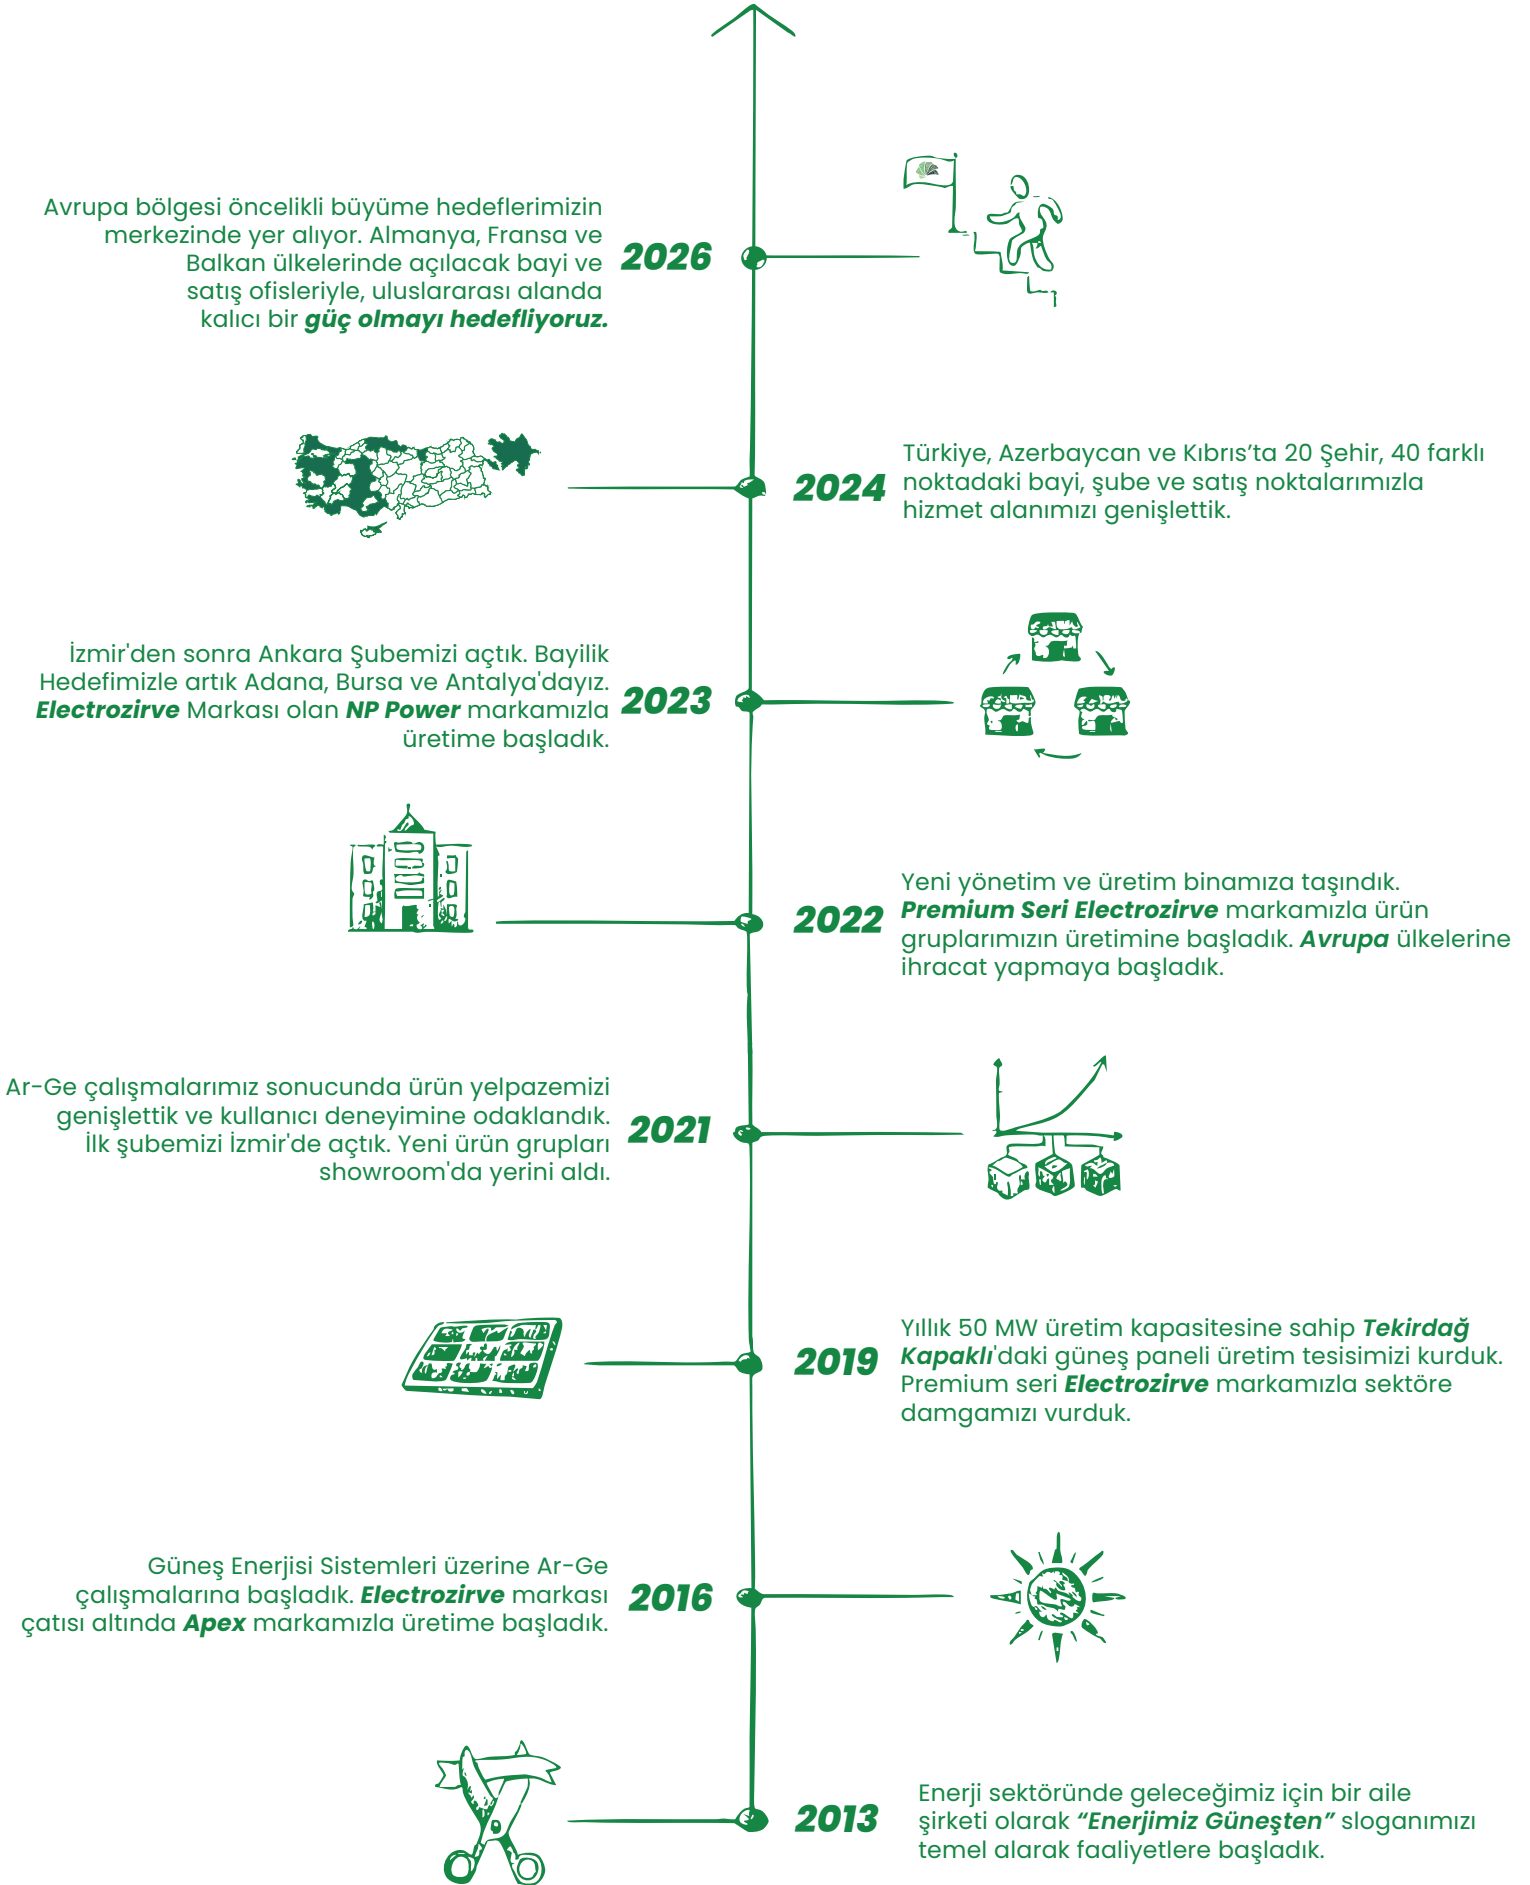 Avrupa bölgesi öncelikli büyüme hedeflerimizin
merkezinde yer alıyor. Almanya, Fransa ve
Balkan ülkelerinde açılacak bayi ve
satış ofisleriyle, uluslararası alanda
kalıcı bir güç olmayı hedefliyoruz.
2026
Türkiye, Azerbaycan ve Kıbrıs’ta 20 Şehir, 40 farklı
noktadaki bayi, şube ve satış noktalarımızla
hizmet alanımızı genişlettik.
2024
İzmir'den sonra Ankara Şubemizi açtık. Bayilik
Hedefimizle artık Adana, Bursa ve Antalya'dayız.
Electrozirve Markası olan NP Power markamızla
üretime başladık.
2023
Yeni yönetim ve üretim binamıza taşındık.
Premium Seri Electrozirve markamızla ürün
gruplarımızın üretimine başladık. Avrupa ülkelerine
ihracat yapmaya başladık.
2022
Ar-Ge çalışmalarımız sonucunda ürün yelpazemizi
genişlettik ve kullanıcı deneyimine odaklandık.
İlk şubemizi İzmir'de açtık. Yeni ürün grupları
showroom'da yerini aldı.
2021
Yıllık 50 MW üretim kapasitesine sahip Tekirdağ
Kapaklı'daki güneş paneli üretim tesisimizi kurduk.
Premium seri Electrozirve markamızla sektöre
damgamızı vurduk.
2019
Güneş Enerjisi Sistemleri üzerine Ar-Ge
çalışmalarına başladık. Electrozirve markası
çatısı altında Apex markamızla üretime başladık.
2016
Enerji sektöründe geleceğimiz için bir aile
şirketi olarak “Enerjimiz Güneşten” sloganımızı
temel alarak faaliyetlere başladık.
2013